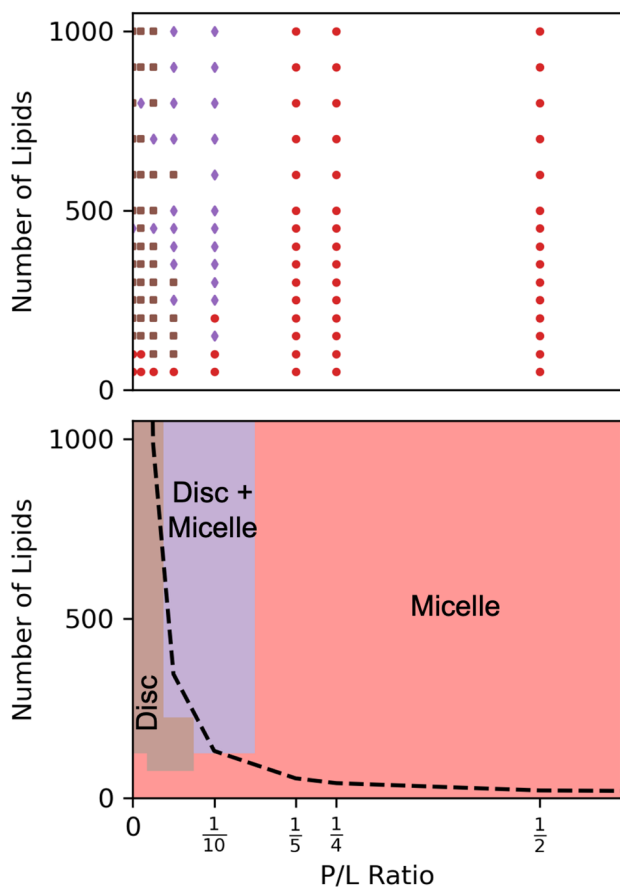 1000
500
0
Number of Lipids
1000
500
0
Number of Lipids
Disc +
Micelle
Micelle
Disc
0
1/10
1/5
1/4
1/2
P/L Ratio